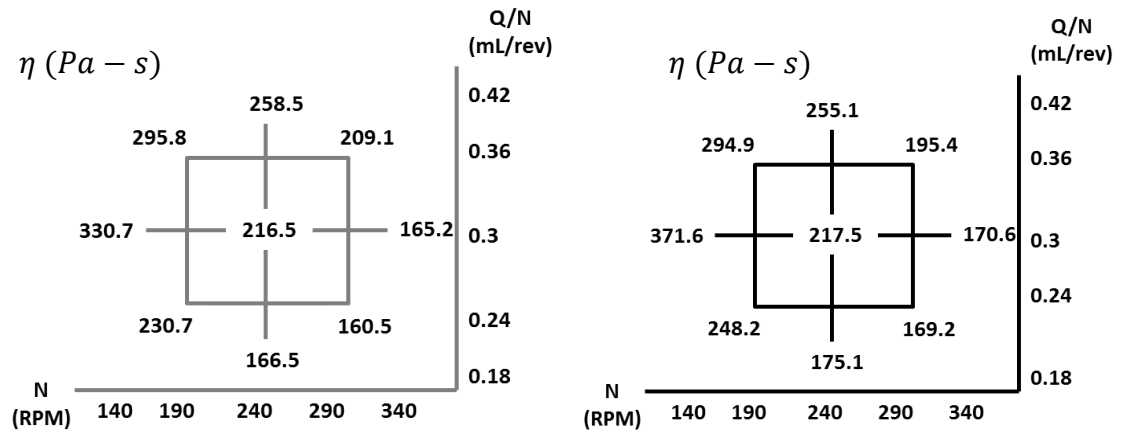 Q/N
(mL/rev)
η (Pa − s)
258.5
0.42
295.8
209.1
0.36
330.7
216.5
165.2
0.3
230.7
160.5
0.24
166.5
0.18
N
(RPM)
140 190 240 290 340
Q/N
(mL/rev)
η (Pa − s)
255.1
0.42
294.9
195.4
0.36
371.6
217.5
170.6
0.3
0.24
248.2
169.2
175.1
0.18
N
(RPM)
140 190 240 290 340